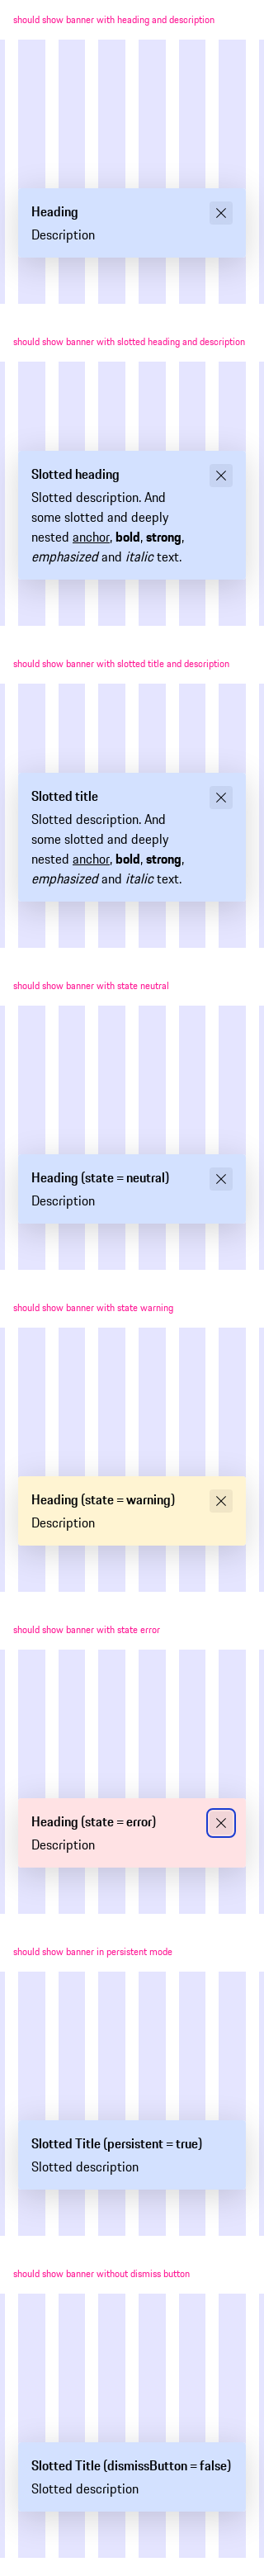 should show banner with heading and description
Heading
Description
should show banner with slotted heading and description
Slotted heading
Slotted description. And
some slotted and deeply
nested anchor, bold, strong,
emphasized and italic text.
should show banner with slotted title and description
Slotted title
Slotted description. And
some slotted and deeply
nested anchor, bold, strong,
emphasized and italic text.
should show banner with state neutral
Heading (state = neutral)
Description
should show banner with state warning
Heading (state = warning)
Description
should show banner with state error
Heading (state = error)
Description
should show banner in persistent mode
Slotted Title (persistent = true)
Slotted description
should show banner without dismiss button
Slotted Title (dismissButton = false)
Slotted description